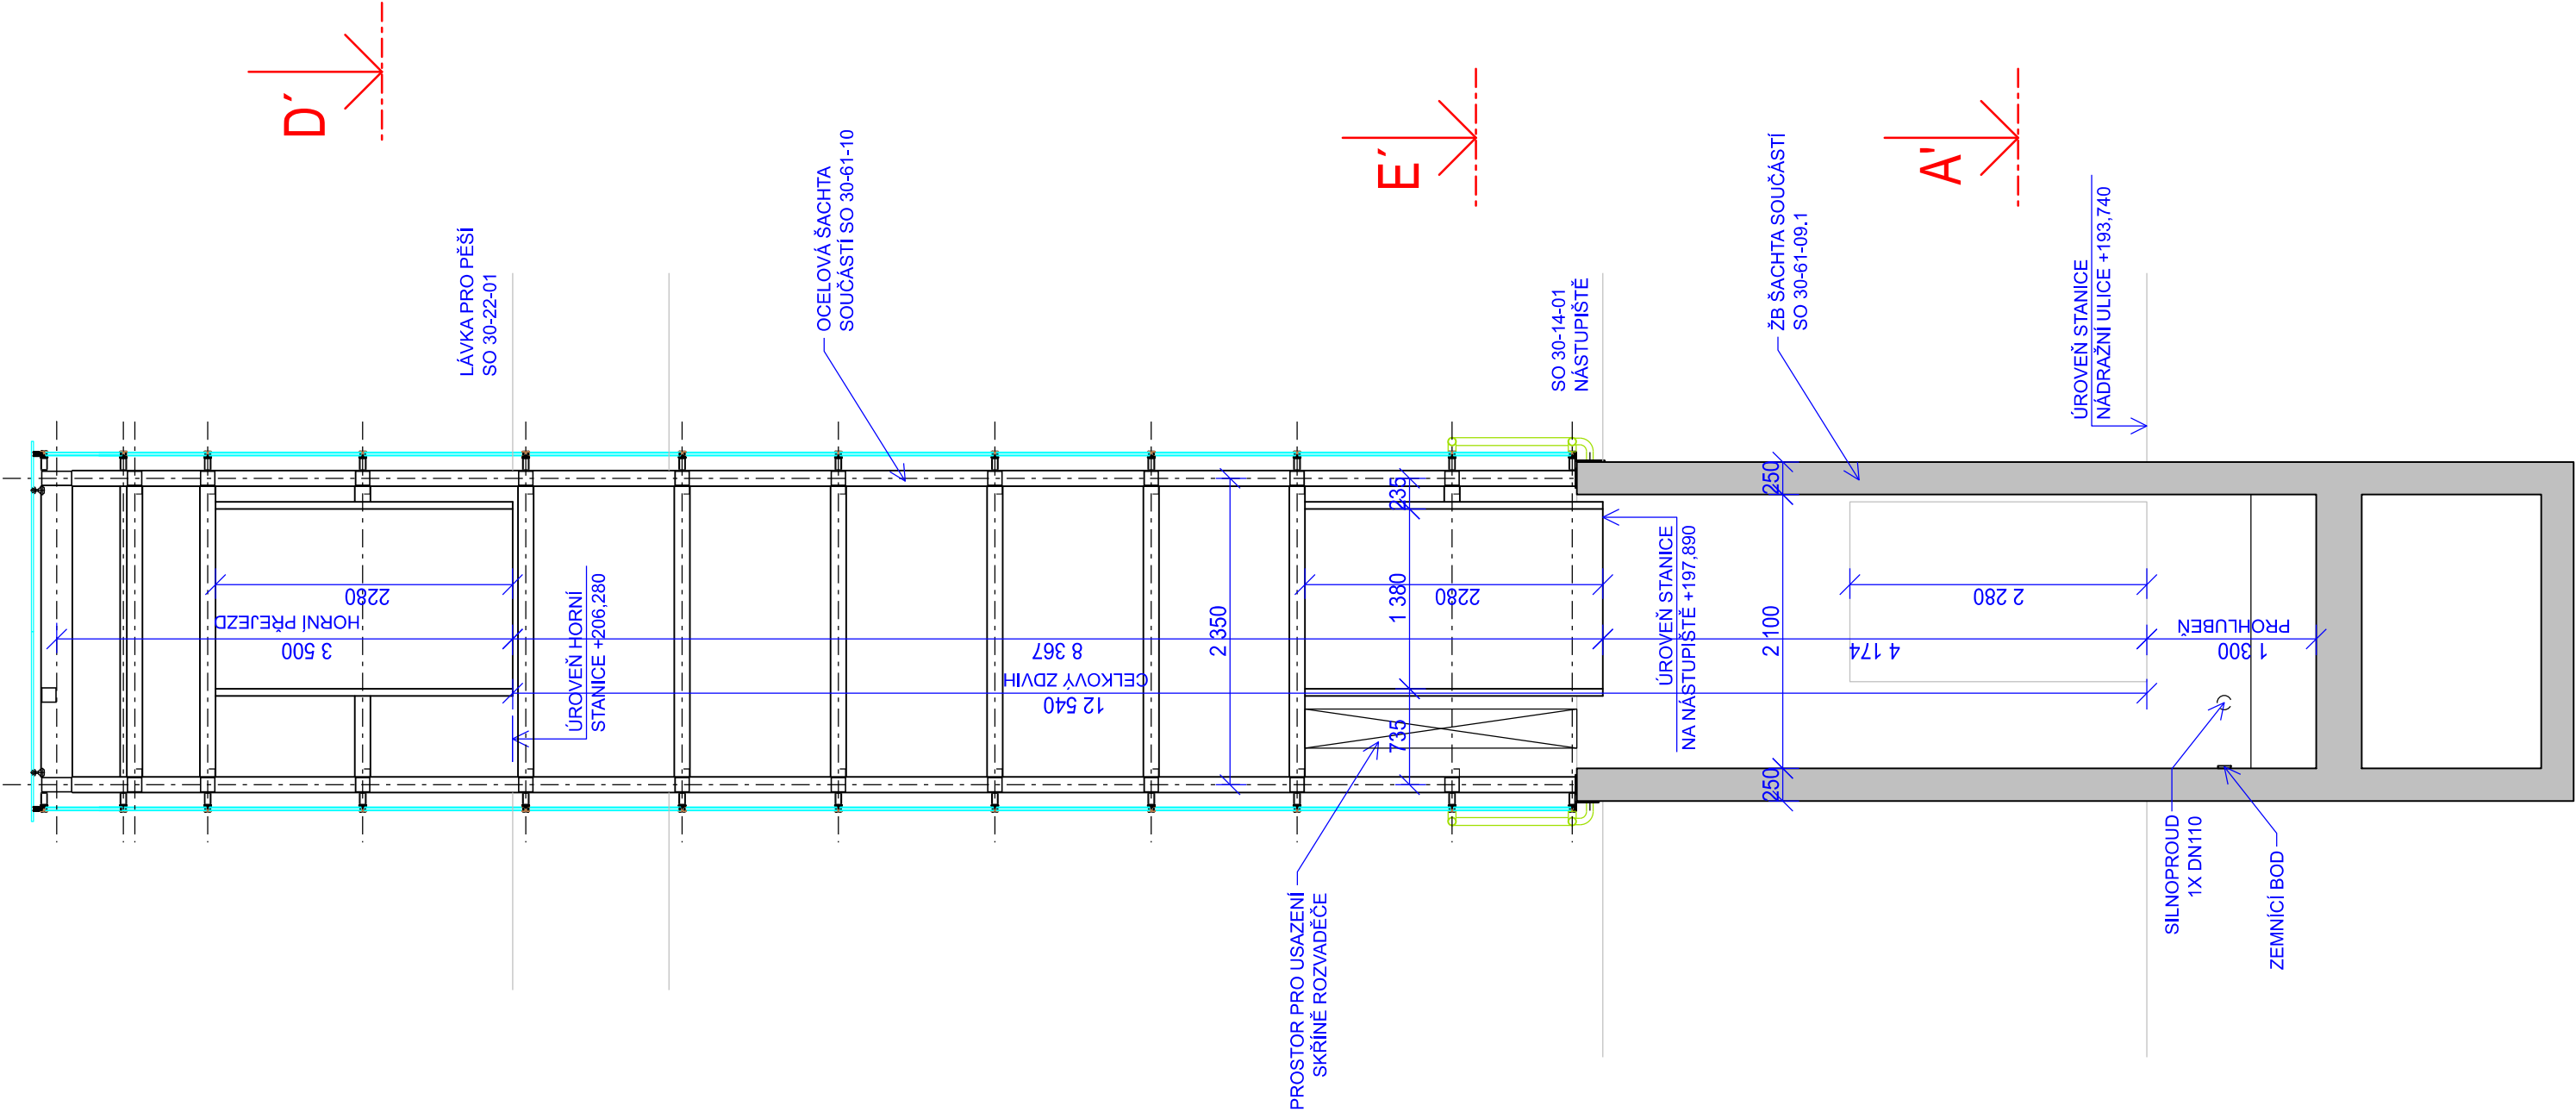 D´
LÁVKA PRO PĚŠÍ
SO 30-22-01
OCELOVÁ ŠACHTA
SOUČÁSTÍ SO 30-61-10
E´
SO 30-14-01
NÁSTUPIŠTĚ
ŽB ŠACHTA SOUČÁSTÍ
SO 30-61-09.1
A'
ÚROVEŇ STANICE
NÁDRAŽNÍ ULICE +193,740
HORNÍ PŘEJEZD
3 500
2280
ÚROVEŇ HORNÍ
STANICE +206,280
8 367
CELKOVÝ ZDVIH
12 540
2 350
235
1 380
735
2280
ÚROVEŇ STANICE
NA NÁSTUPIŠTĚ +197,890
250
2 100
250
4 174
2 280
PROHLUBEŇ
1 300
PROSTOR PRO USAZENÍ
SKŘÍNĚ ROZVADĚČE
SILNOPROUD
1X DN110
ZEMNÍCÍ BOD